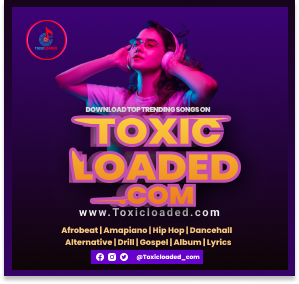 TOXICLOADED
DOWNLOAD TOP TRENDING SONGS ON
TOXIC
LOADED
.COM
www.Toxicloaded.com
Afrobeat | Amapiano | Hip Hop | Dancehall
Alternative | Drill | Gospel | Album | Lyrics
@Toxicloaded_com